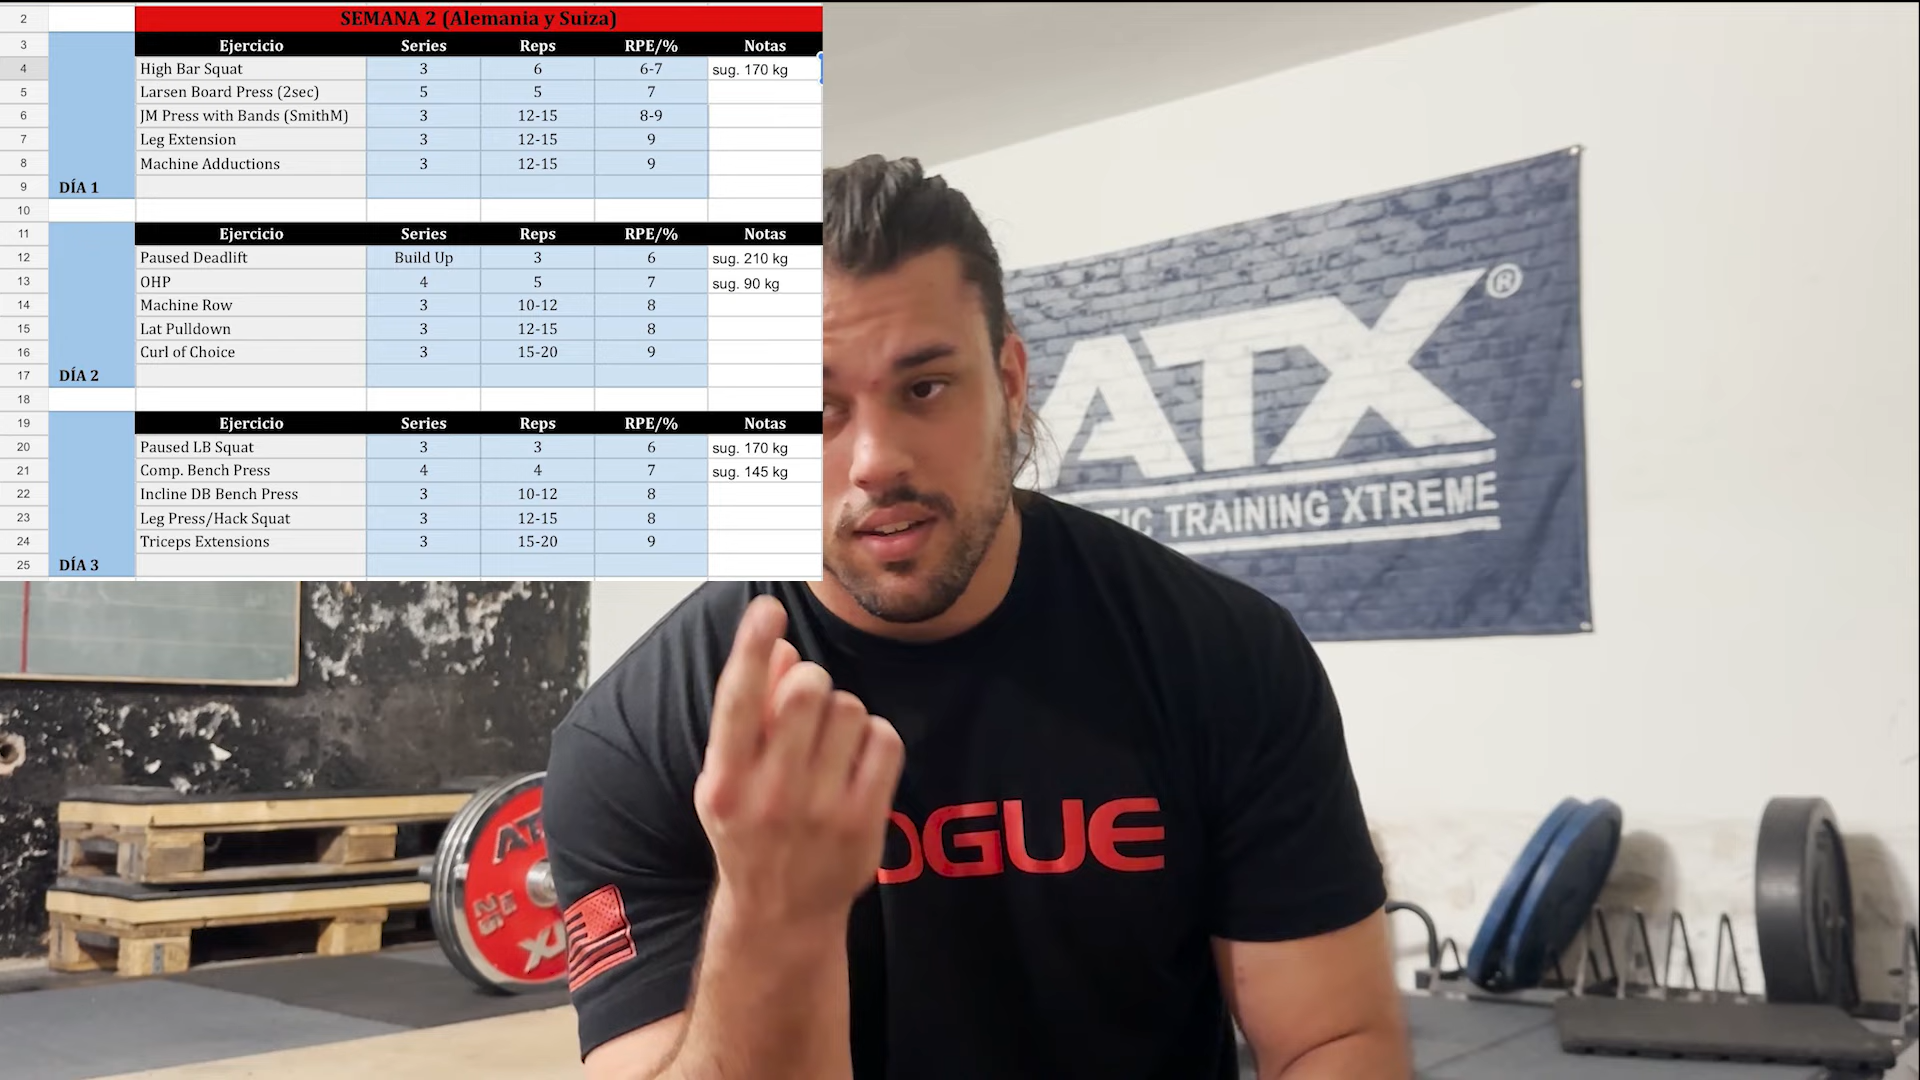 2 SEMANA 2 (Alemania y Suiza)
3 Ejercicio Series Reps RPE/% Notas
4 High Bar Squat 3 6 6-7 sug. 170 kg
5 Larsen Board Press (2sec) 5 5 7
6 JM Press with Bands (SmithM) 3 12-15 8-9
7 Leg Extension 3 12-15 9
8 Machine Adductions 3 12-15 9
9 DÍA 1
10
11 Ejercicio Series Reps RPE/% Notas
12 Paused Deadlift Build Up 3 6 sug. 210 kg
13 OHP 4 5 7 sug. 90 kg
14 Machine Row 3 10-12 8
15 Lat Pulldown 3 12-15 8
16 Curl of Choice 3 15-20 9
17 DÍA 2
18
19 Ejercicio Series Reps RPE/% Notas
20 Paused LB Squat 3 3 6 sug. 170 kg
21 Comp. Bench Press 4 4 7 sug. 145 kg
22 Incline DB Bench Press 3 10-12 8
23 Leg Press/Hack Squat 3 12-15 8
24 Triceps Extensions 3 15-20 9
25 DÍA 3
ATX®
TRAINING XTREME
OGUE
25